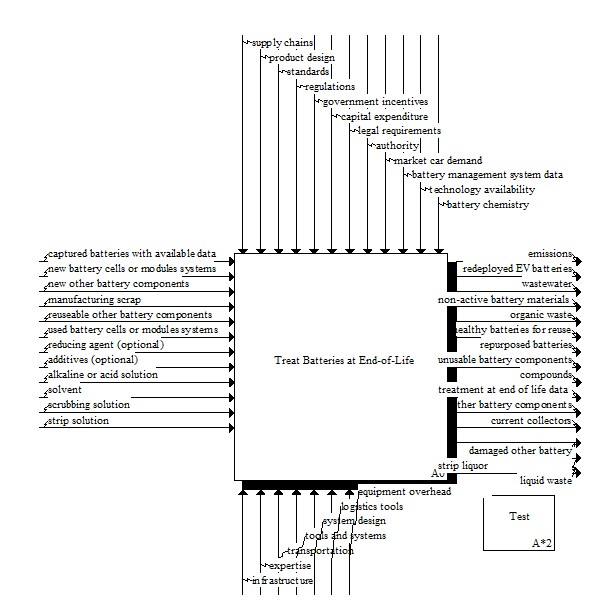 supply chains
product design
standards
regulations
government incentives
capital expenditure
legal requirements
authority
market car demand
battery management system data
technology availability
battery chemistry
captured batteries with available data
new battery cells or modules systems
new other battery components
manufacturing scrap
reuseable other battery components
used battery cells or modules systems
reducing agent (optional)
additives (optional)
alkaline or acid solution
solvent
scrubbing solution
strip solution
Treat Batteries at End-of-Life
A0
emissions
redeployed EV batteries
wastewater
non-active battery materials
organic waste
healthy batteries for reuse
repurposed batteries
unusable battery components
compounds
treatment at end of life data
ther battery components
current collectors
damaged other battery
strip liquor
liquid waste
equipment overhead
logistics tools
system design
tools and systems
transportation
expertise
infrastructure
Test
A*2